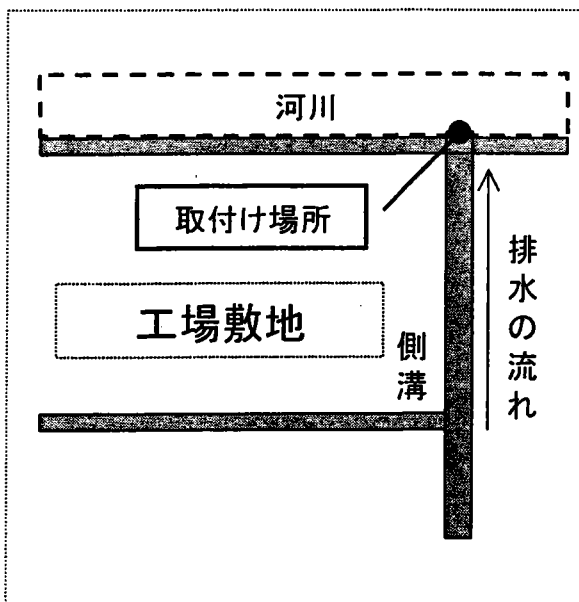 河川
取付け場所
工場敷地
側溝
排水の流れ